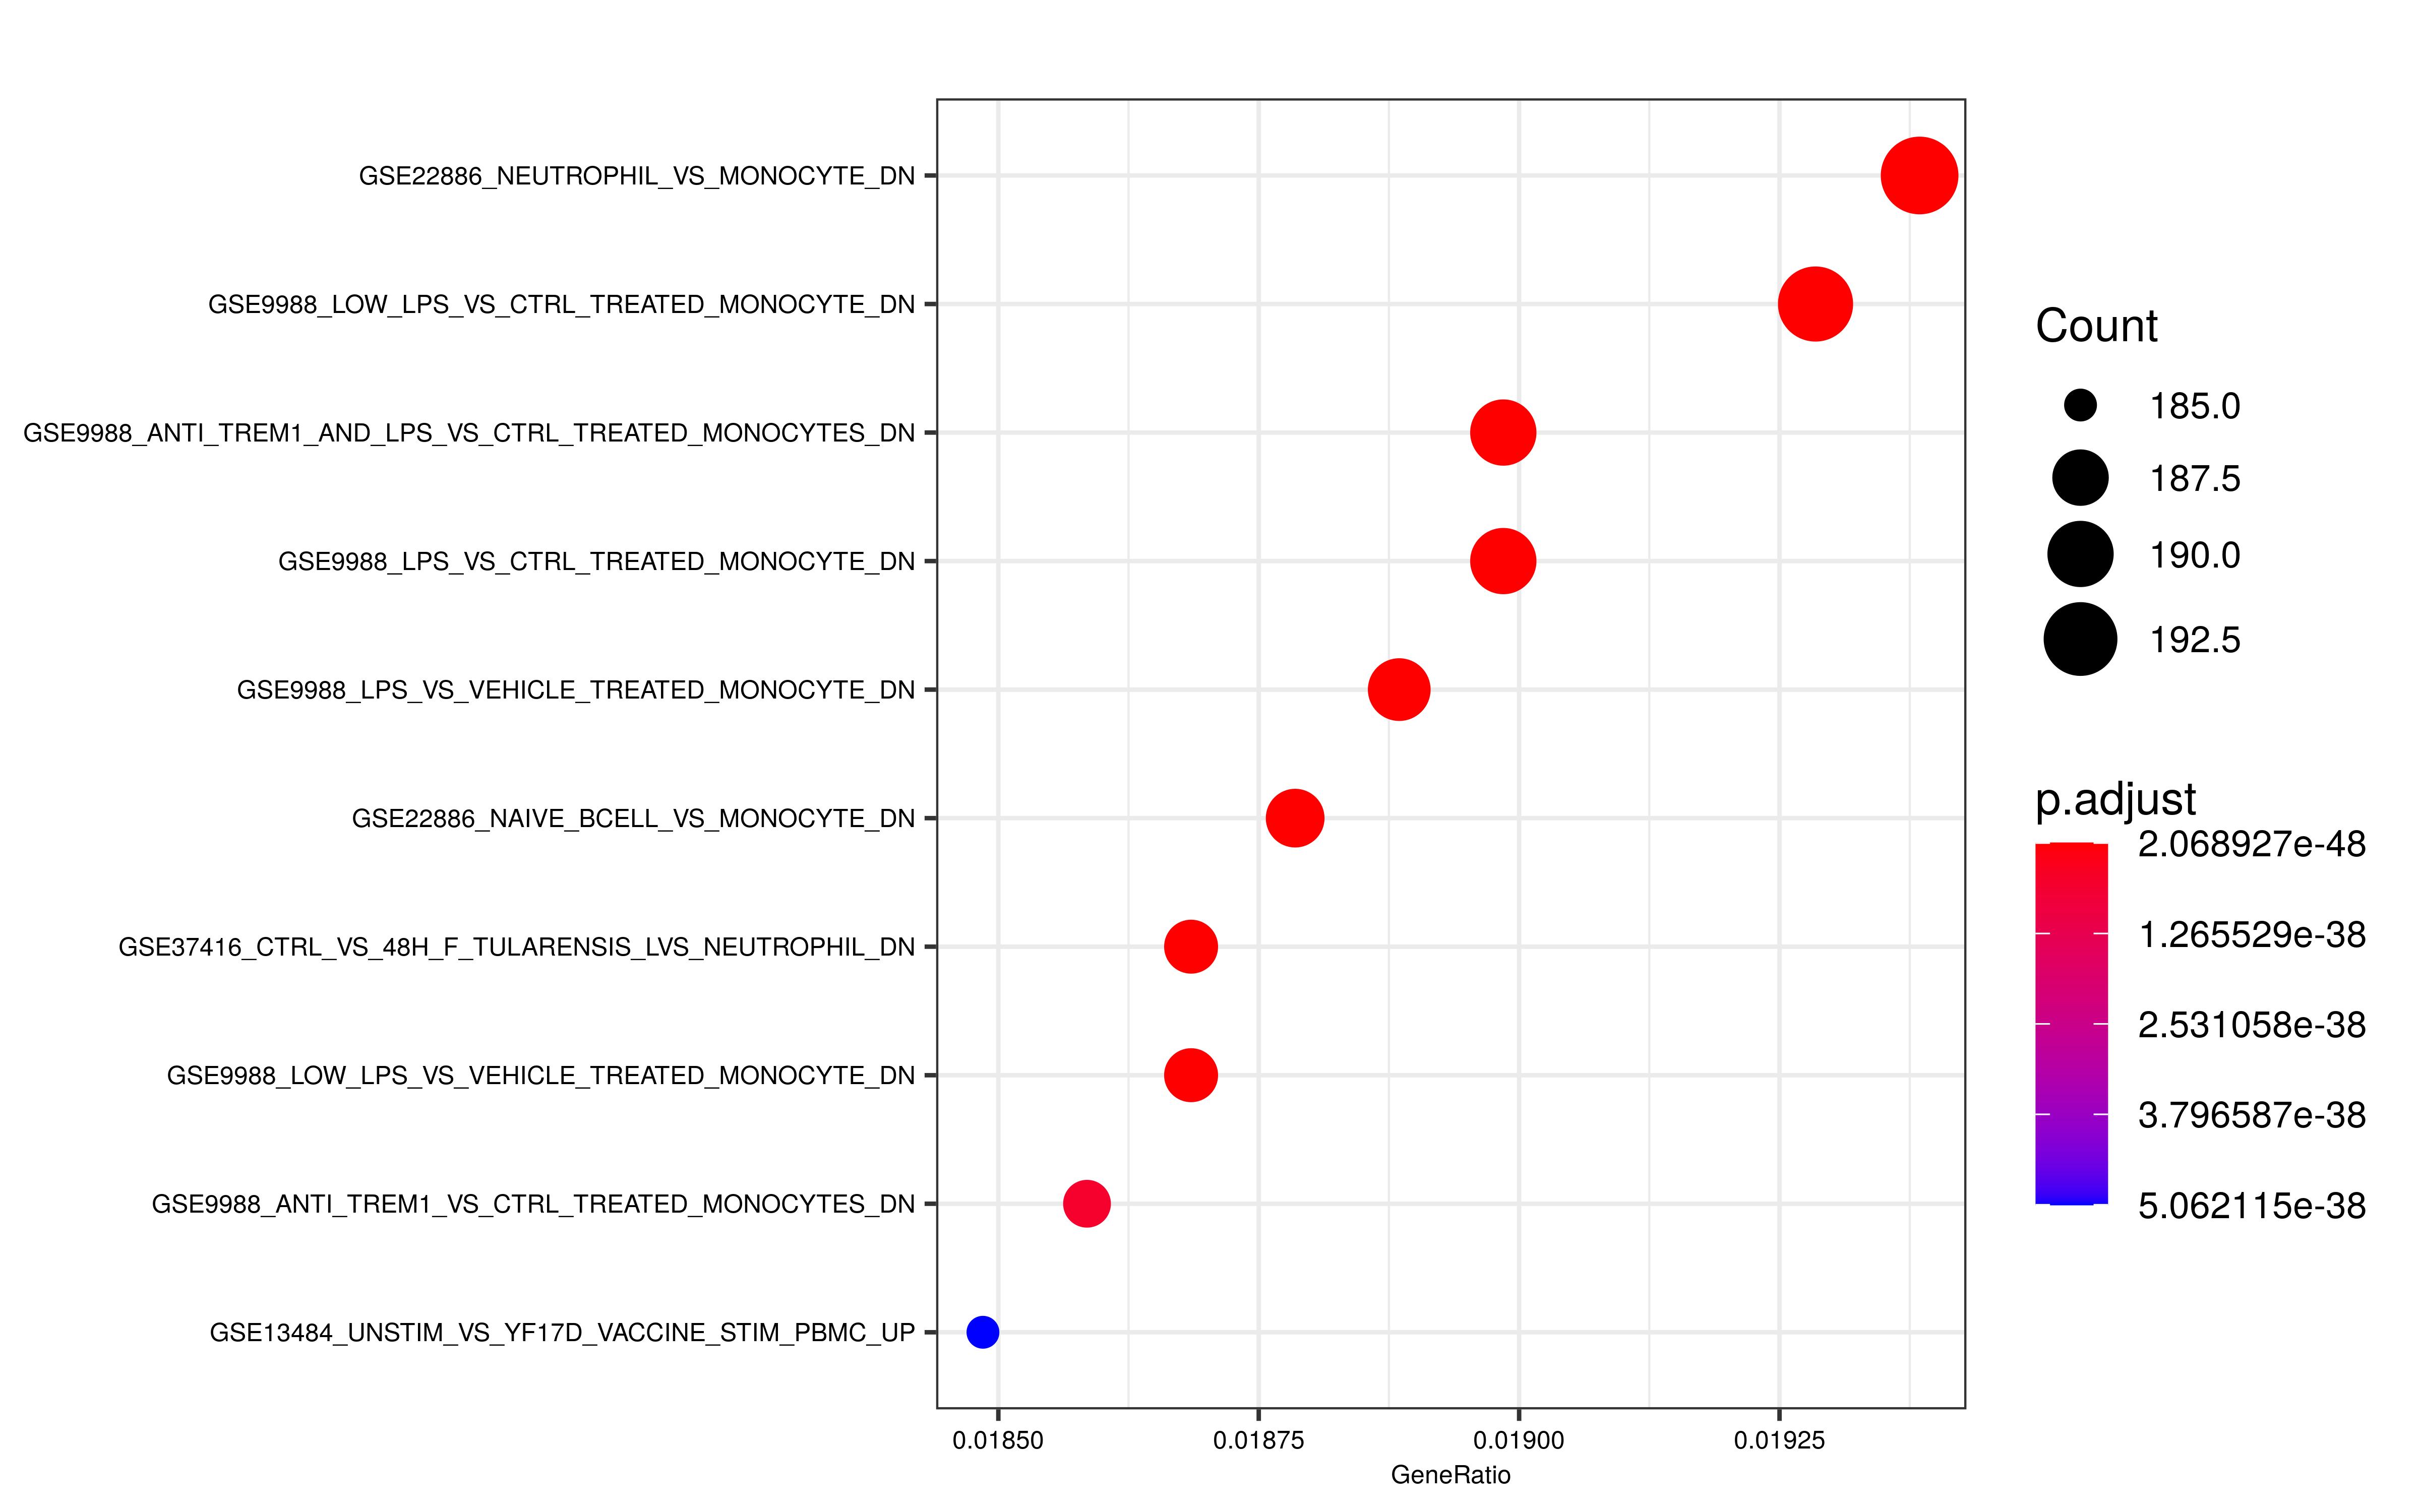 GSE22886_NEUTROPHIL_VS_MONOCYTE_DN
GSE9988_LOW_LPS_VS_CTRL_TREATED_MONOCYTE_DN
GSE9988_ANTI_TREM1_AND_LPS_VS_CTRL_TREATED_MONOCYTES_DN
GSE9988_LPS_VS_CTRL_TREATED_MONOCYTE_DN
GSE9988_LPS_VS_VEHICLE_TREATED_MONOCYTE_DN
GSE22886_NAIVE_BCELL_VS_MONOCYTE_DN
GSE37416_CTRL_VS_48H_F_TULARENSIS_LVS_NEUTROPHIL_DN
GSE9988_LOW_LPS_VS_VEHICLE_TREATED_MONOCYTE_DN
GSE9988_ANTI_TREM1_VS_CTRL_TREATED_MONOCYTES_DN
GSE13484_UNSTIM_VS_YF17D_VACCINE_STIM_PBMC_UP
0.01850 0.01875 0.01900 0.01925
GeneRatio
Count
185.0
187.5
190.0
192.5
p.adjust
2.068927e-48
1.265529e-38
2.531058e-38
3.796587e-38
5.062115e-38